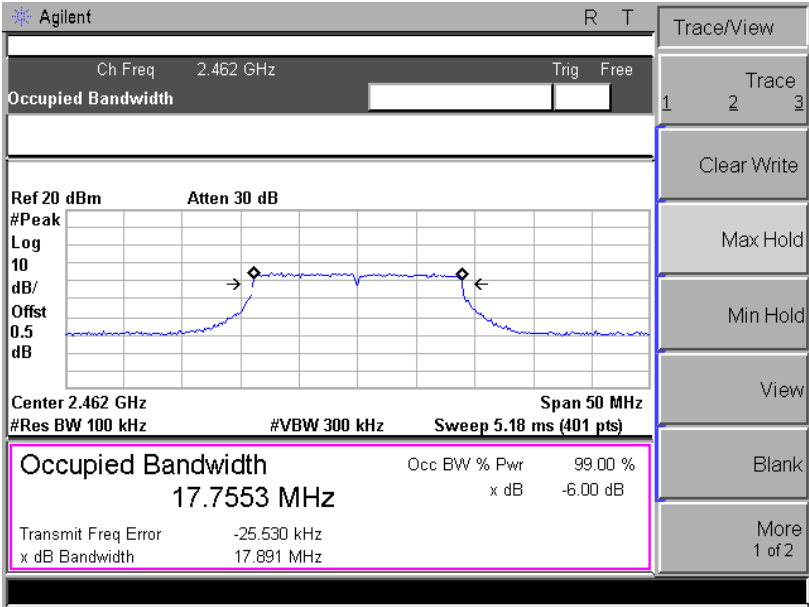 Agilent R T
Trace/View
Ch Freq 2.462 GHz Trig Free
Occupied Bandwidth
Trace
1 2 3
Clear Write
Max Hold
Min Hold
View
Blank
More
1 of 2
Ref 20 dBm Atten 30 dB
#Peak
Log
10
dB/
Offst
0.5
dB
Center 2.462 GHz Span 50 MHz
#Res BW 100 kHz #VBW 300 kHz Sweep 5.18 ms (401 pts)
Occupied Bandwidth Occ BW % Pwr 99.00 %
17.7553 MHz x dB -6.00 dB
Transmit Freq Error -25.530 kHz
x dB Bandwidth 17.891 MHz